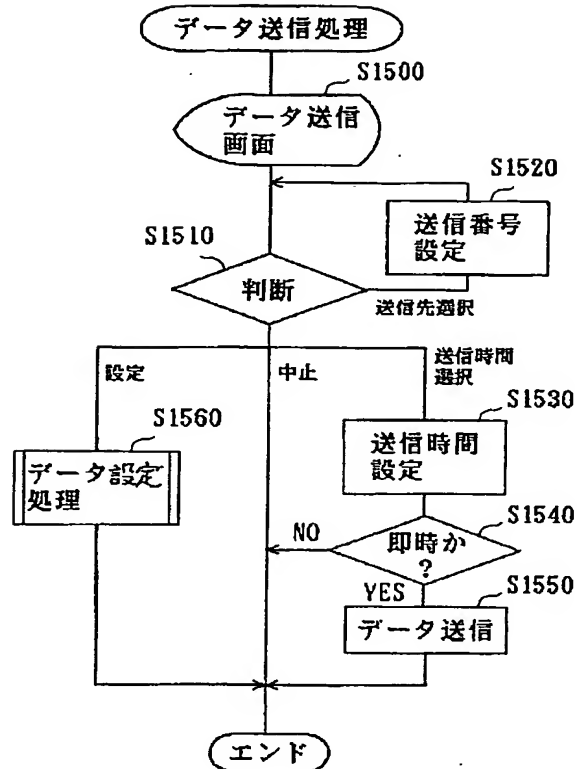 データ送信処理
S1500
データ送信
画面
S1520
送信番号
設定
S1510
判断
送信先選択
設定
中止
送信時間
選択
S1560
データ設定
処理
S1530
送信時間
設定
S1540
NO
即時か
?
YES
S1550
データ送信
エンド